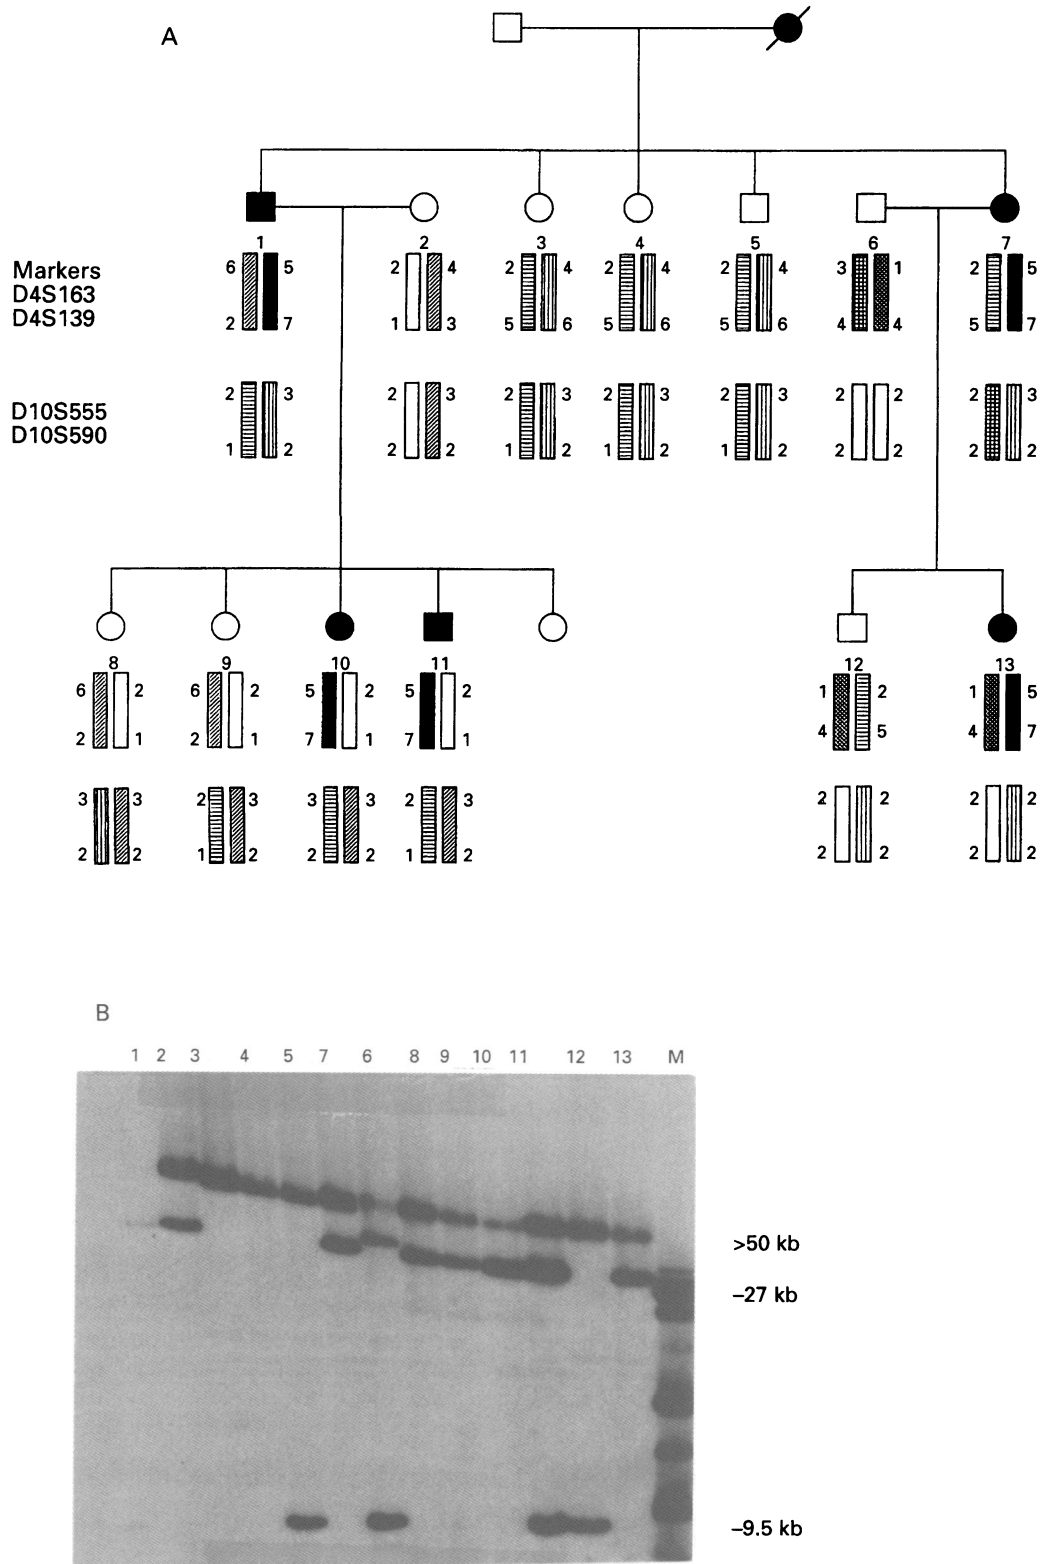 A
1 2 3 4 5 6 7
Markers 6 5 2 4 2 4 2 4 2 4 3 1 2 5
D4S163
D4S139 2 7 1 3 5 6 5 6 5 6 4 4 5 7
D10S555 2 3 2 3 2 3 2 3 2 3 2 2 2 3
D10S590 1 2 2 2 1 2 1 2 1 2 2 2 2 2
8 9 10 11 12 13
6 2 6 2 5 2 5 2 1 2 1 5
2 1 2 1 7 1 7 1 4 5 4 7
3 3 2 3 3 3 2 3 2 2 2 2
2 2 1 2 2 2 1 2 2 2 2 2
B
1 2 3 4 5 7 6 8 9 10 11 12 13 M
>50 kb
–27 kb
–9.5 kb